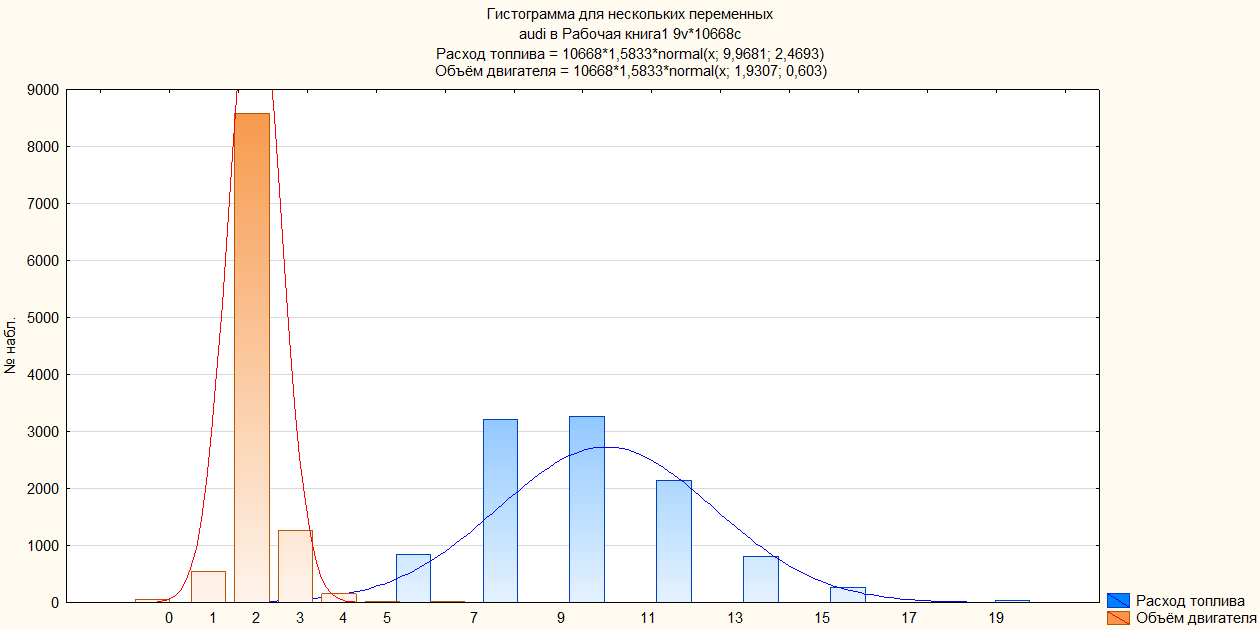 Гистограмма для нескольких переменных
audi в Рабочая книга1 9v*10668c
Расход топлива = 10668*1,5833*normal(x; 9,9681; 2,4693)
Объём двигателя = 10668*1,5833*normal(x; 1,9307; 0,603)
9000
8000
7000
6000
5000
4000
3000
2000
1000
0
№ набл.
0 1 2 3 4 5 7 9 11 13 15 17 19
Расход топлива
Объём двигателя